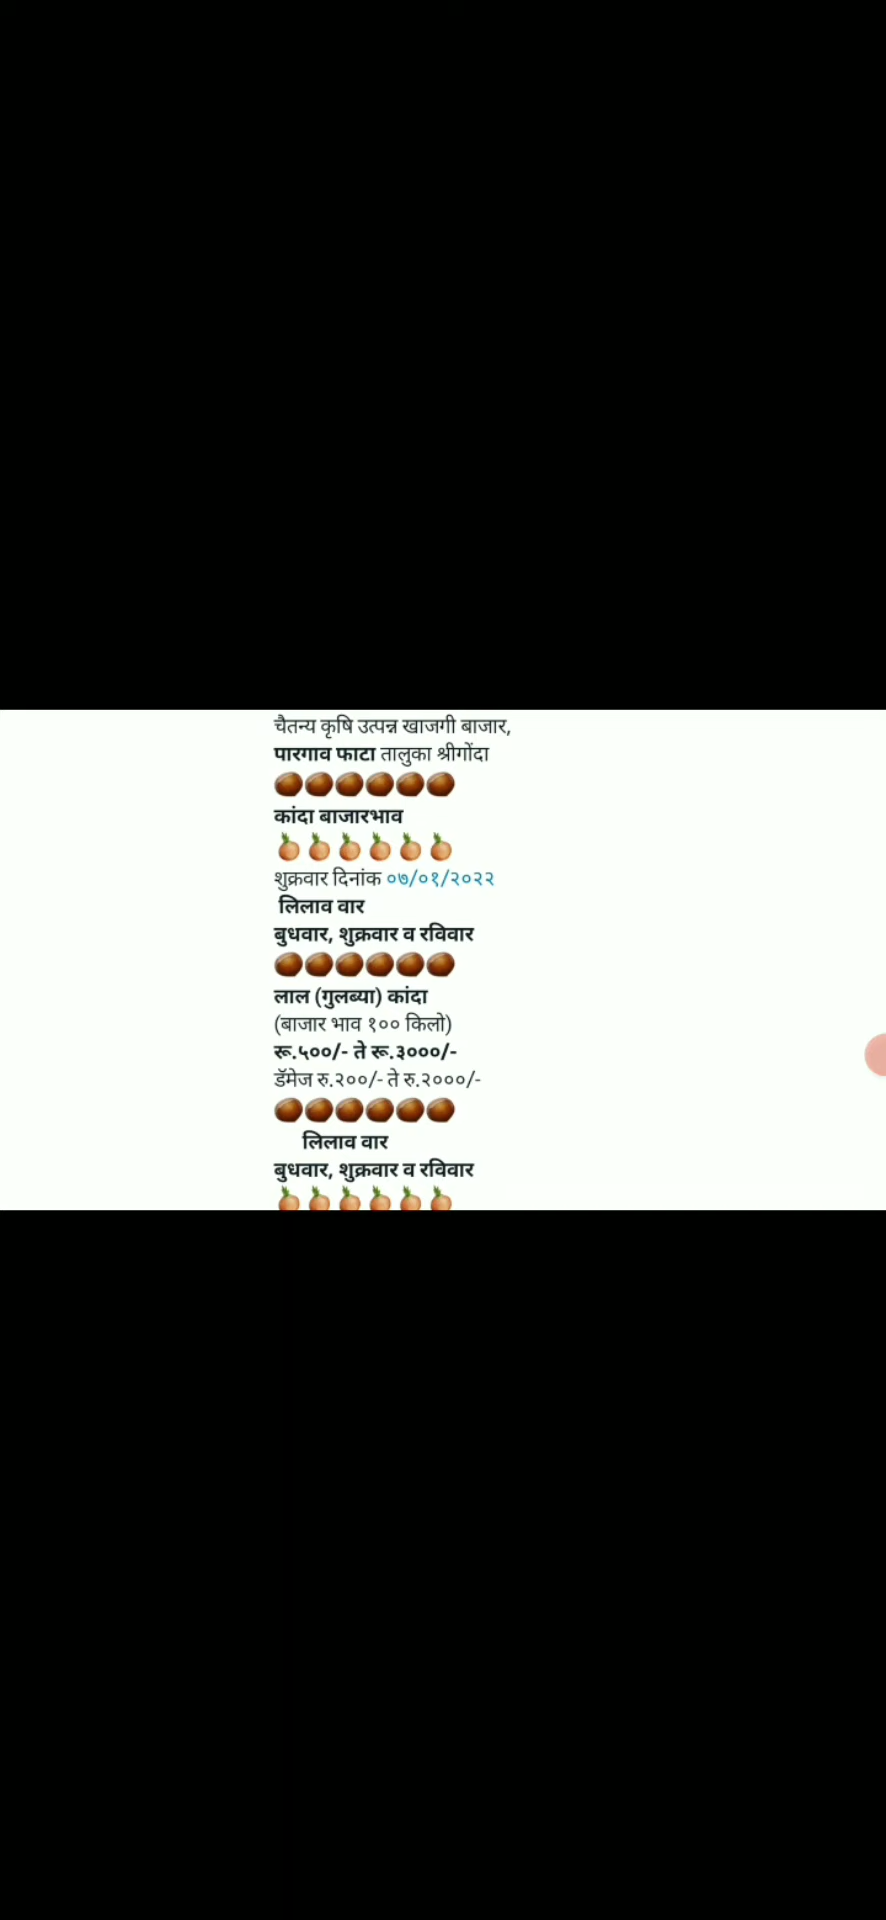 चैतन्य कृषि उत्पन्न खाजगी बाजार,
पारगाव फाटा तालुका श्रीगोंदा
कांदा बाजारभाव
शुक्रवार दिनांक ०७/०१/२०२२
लिलाव वार
बुधवार, शुक्रवार व रविवार
लाल (गुलब्या) कांदा
(बाजार भाव १०० किलो)
रू.५००/- ते रू.३०००/-
डॅमेज रु.२००/- ते रु.२०००/-
लिलाव वार
बुधवार, शुक्रवार व रविवार